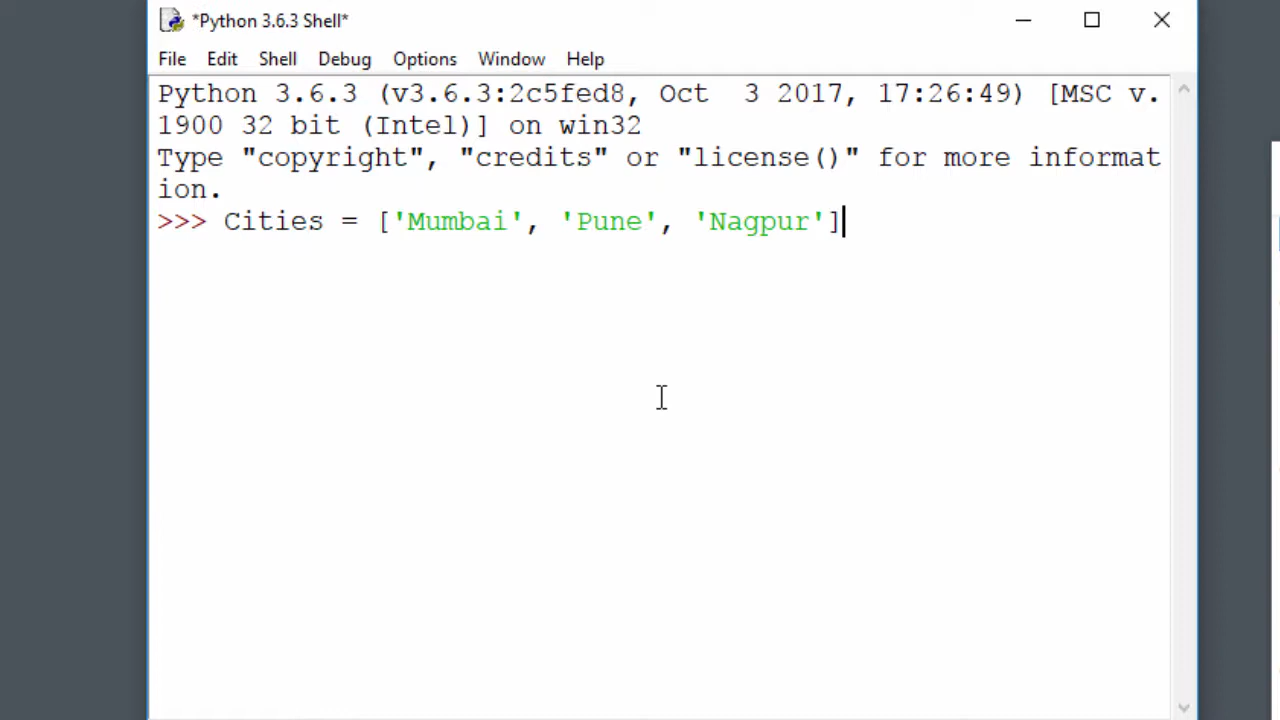 *Python 3.6.3 Shell*
File Edit Shell Debug Options Window Help
Python 3.6.3 (v3.6.3:2c5fed8, Oct  3 2017, 17:26:49) [MSC v.
1900 32 bit (Intel)] on win32
Type "copyright", "credits" or "license()" for more informat
ion.
>>> Cities = ['Mumbai', 'Pune', 'Nagpur']